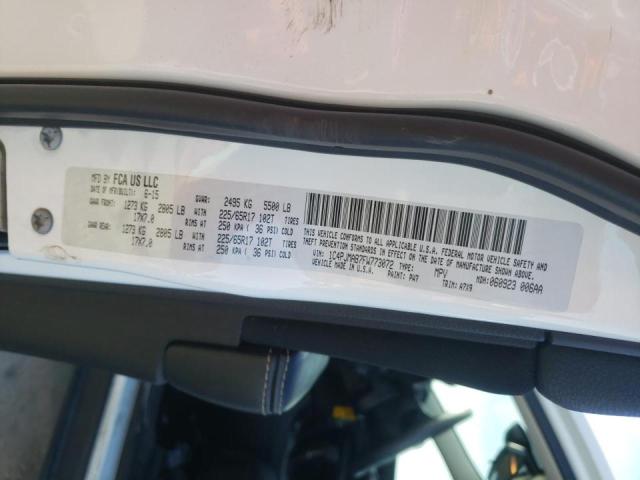 MFD BY FCA US LLC
DATE OF MFR(BUILT): 6-15 GVWR: 2495 KG 5500 LB
GAWR FRONT: 1273 KG 2805 LB WITH 225/65R17 102T TIRES
17X7.0 RIMS AT 250 KPA ( 36 PSI) COLD
GAWR REAR: 1273 KG 2805 LB WITH 225/65R17 102T TIRES
17X7.0 RIMS AT 250 KPA ( 36 PSI) COLD
THIS VEHICLE CONFORMS TO ALL APPLICABLE U.S.A. FEDERAL MOTOR VEHICLE SAFETY AND
THEFT PREVENTION STANDARDS IN EFFECT ON THE DATE OF MANUFACTURE SHOWN ABOVE.
VIN: 1C4PJMAB7FW773072 TYPE: MPV MDH: 060923 006AA
VEHICLE MADE IN U.S.A. PAINT: PW7 TRIM: A7X9